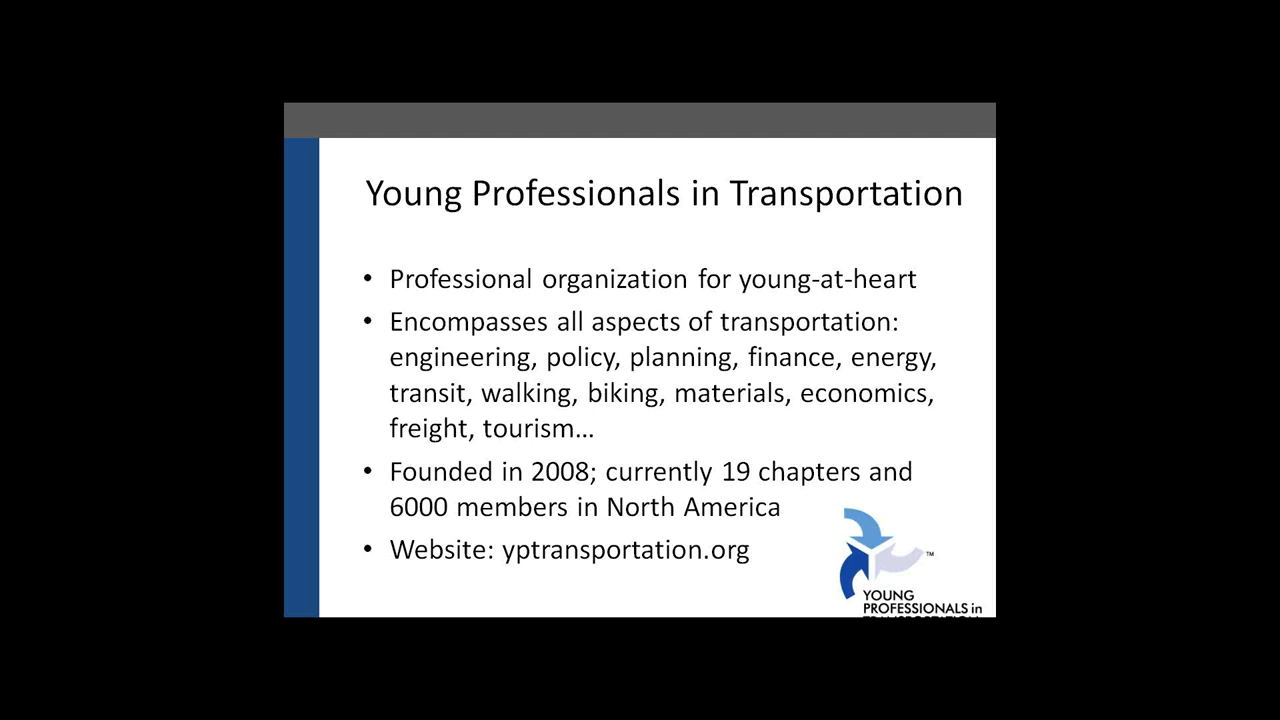 Young Professionals in Transportation
• Professional organization for young-at-heart
• Encompasses all aspects of transportation:
engineering, policy, planning, finance, energy,
transit, walking, biking, materials, economics,
freight, tourism...
• Founded in 2008; currently 19 chapters and
6000 members in North America
• Website: yptransportation.org
™
YOUNG
PROFESSIONALS in